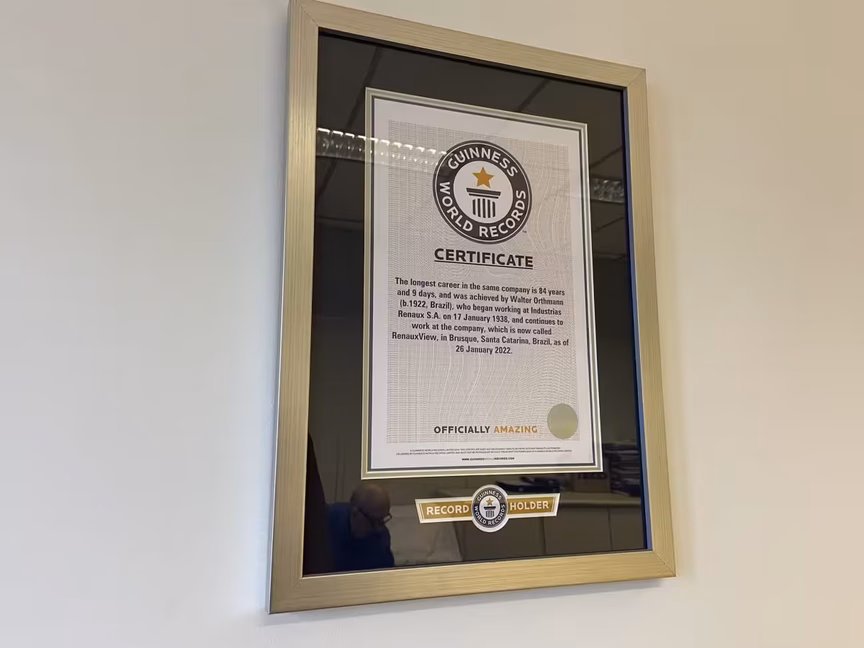 GUINNESS WORLD RECORDS
CERTIFICATE
The longest career in the same company is 84 years
and 9 days, and was achieved by Walter Orthmann
(b.1922, Brazil), who began working at Industrias
Renaux S.A. on 17 January 1938, and continues to
work at the company, which is now called
RenauxView, in Brusque, Santa Catarina, Brazil, as of
26 January 2022.
OFFICIALLY AMAZING
RECORD HOLDER
GUINNESS WORLD RECORDS